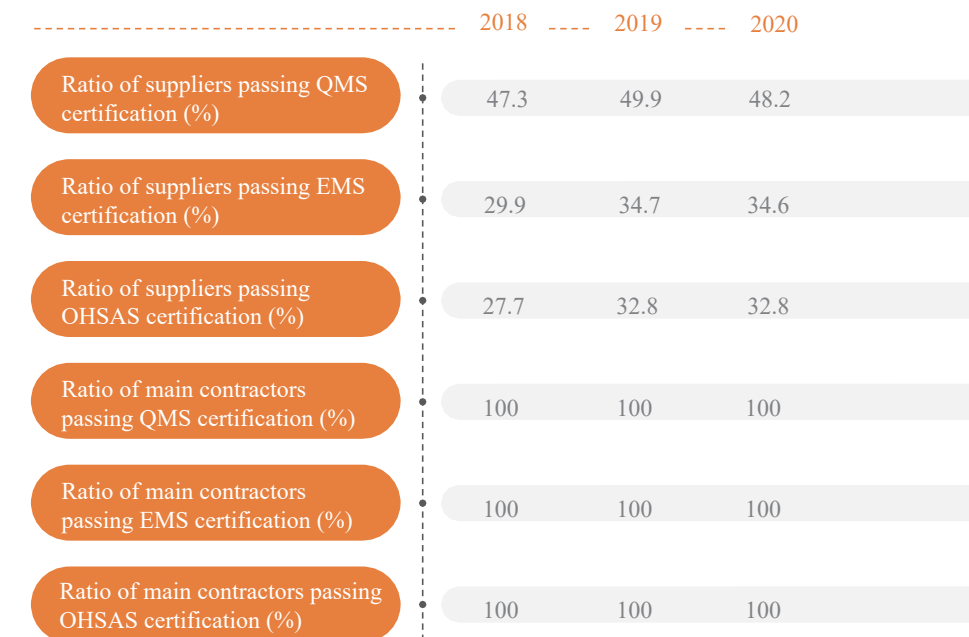 2018 2019 2020
Ratio of suppliers passing QMS
certification (%)
47.3 49.9 48.2
Ratio of suppliers passing EMS
certification (%)
29.9 34.7 34.6
Ratio of suppliers passing
OHSAS certification (%)
27.7 32.8 32.8
Ratio of main contractors
passing QMS certification (%)
100 100 100
Ratio of main contractors
passing EMS certification (%)
100 100 100
Ratio of main contractors passing
OHSAS certification (%)
100 100 100